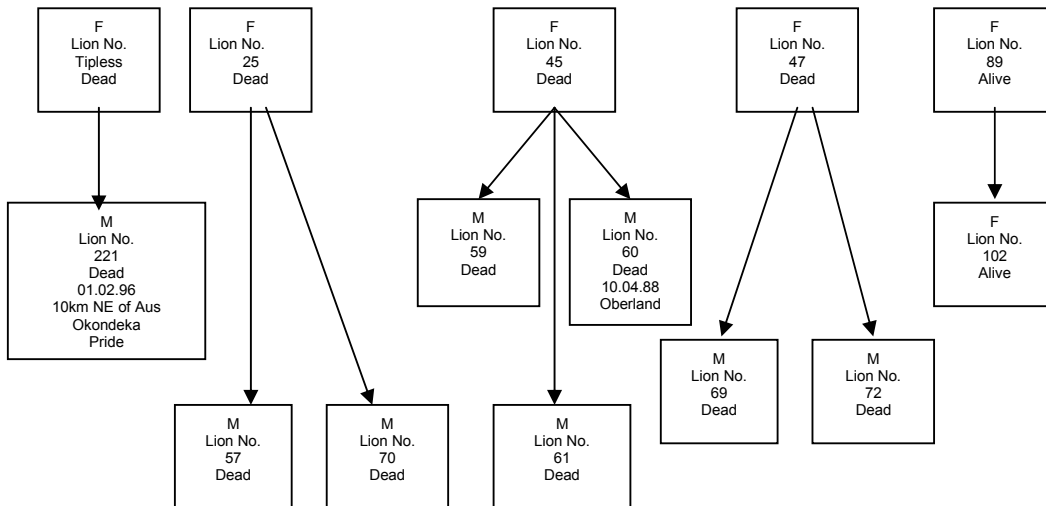 F
Lion No.
Tipless
Dead
F
Lion No.
25
Dead
F
Lion No.
45
Dead
F
Lion No.
47
Dead
F
Lion No.
89
Alive
M
Lion No.
221
Dead
01.02.96
10km NE of Aus
Okondeka
Pride
M
Lion No.
59
Dead
M
Lion No.
60
Dead
10.04.88
Oberland
F
Lion No.
102
Alive
M
Lion No.
69
Dead
M
Lion No.
72
Dead
M
Lion No.
57
Dead
M
Lion No.
70
Dead
M
Lion No.
61
Dead